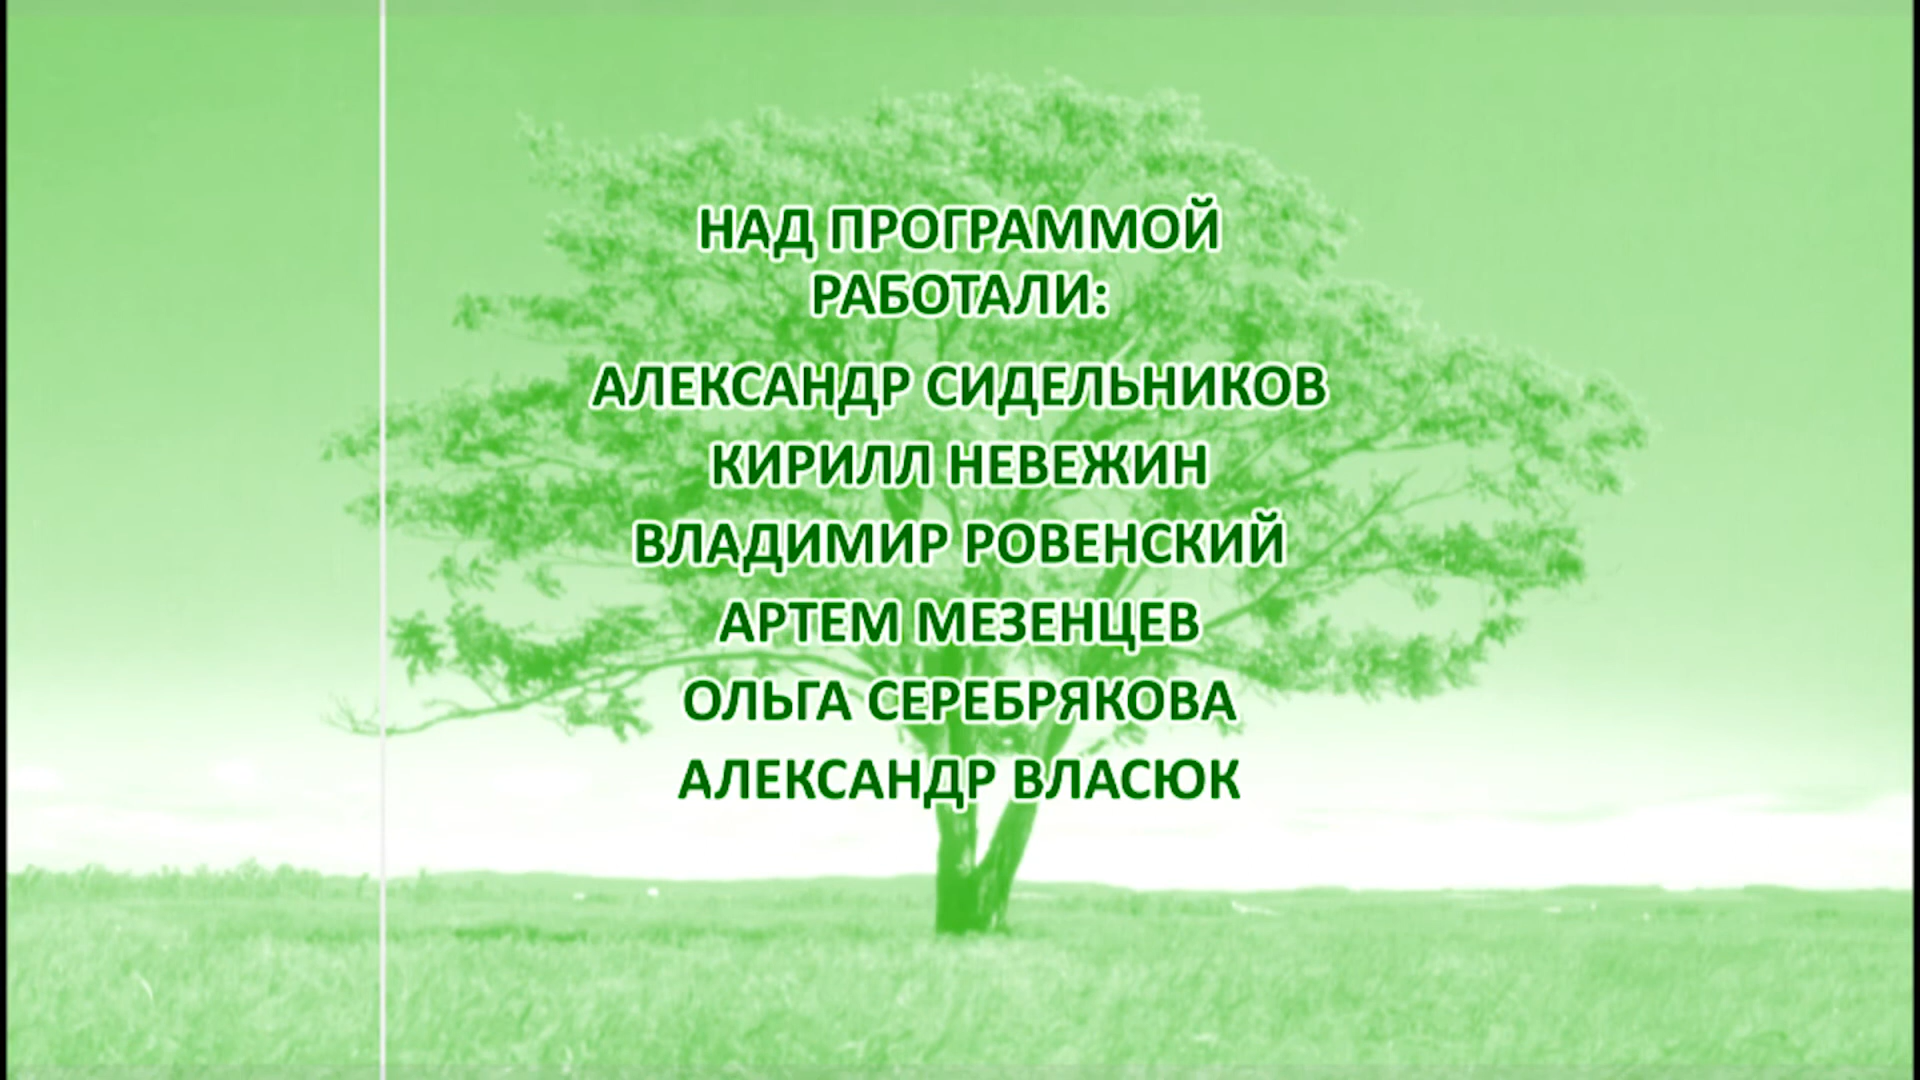 НАД ПРОГРАММОЙ
РАБОТАЛИ:
АЛЕКСАНДР СИДЕЛЬНИКОВ
КИРИЛЛ НЕВЕЖИН
ВЛАДИМИР РОВЕНСКИЙ
АРТЕМ МЕЗЕНЦЕВ
ОЛЬГА СЕРЕБРЯКОВА
АЛЕКСАНДР ВЛАСЮК